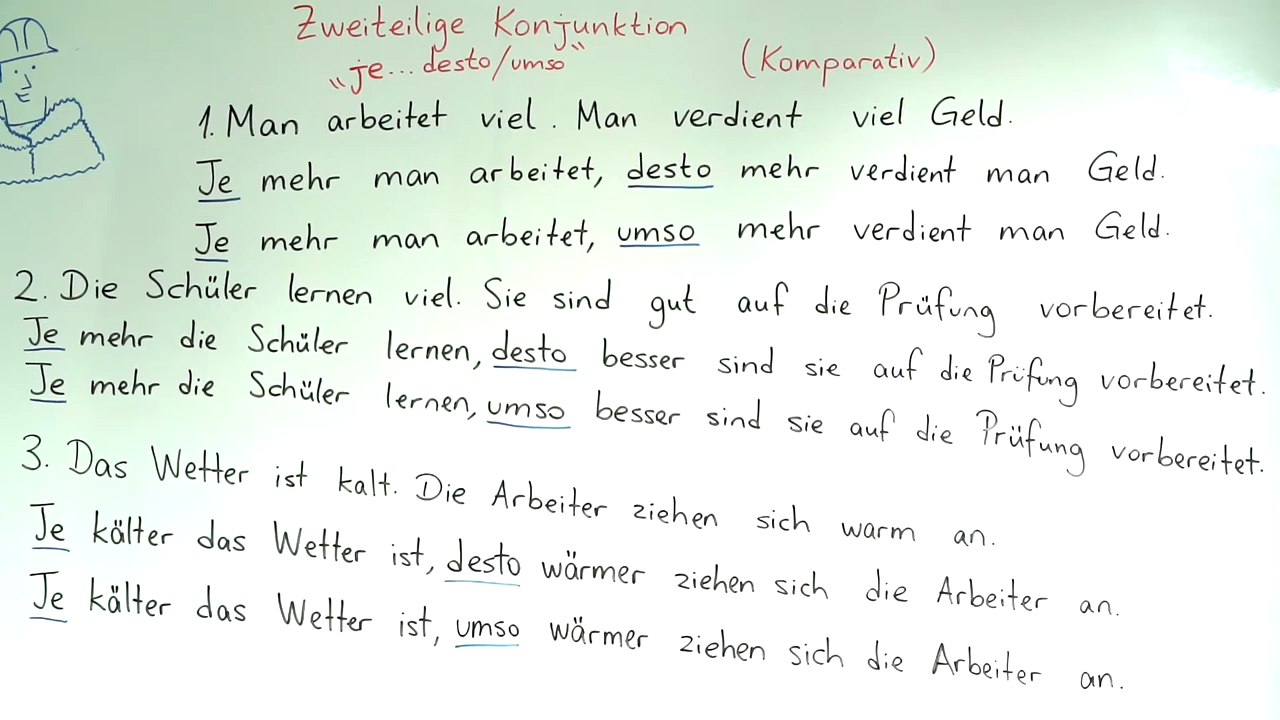 Zweiteilige Konjunktion
"je... desto/umso" (Komparativ)
1. Man arbeitet viel. Man verdient viel Geld.
Je mehr man arbeitet, desto mehr verdient man Geld.
Je mehr man arbeitet, umso mehr verdient man Geld.
2. Die Schüler lernen viel. Sie sind gut auf die Prüfung vorbereitet.
Je mehr die Schüler lernen, desto besser sind sie auf die Prüfung vorbereitet.
Je mehr die Schüler lernen, umso besser sind sie auf die Prüfung vorbereitet.
3. Das Wetter ist kalt. Die Arbeiter ziehen sich warm an.
Je kälter das Wetter ist, desto wärmer ziehen sich die Arbeiter an.
Je kälter das Wetter ist, umso wärmer ziehen sich die Arbeiter an.